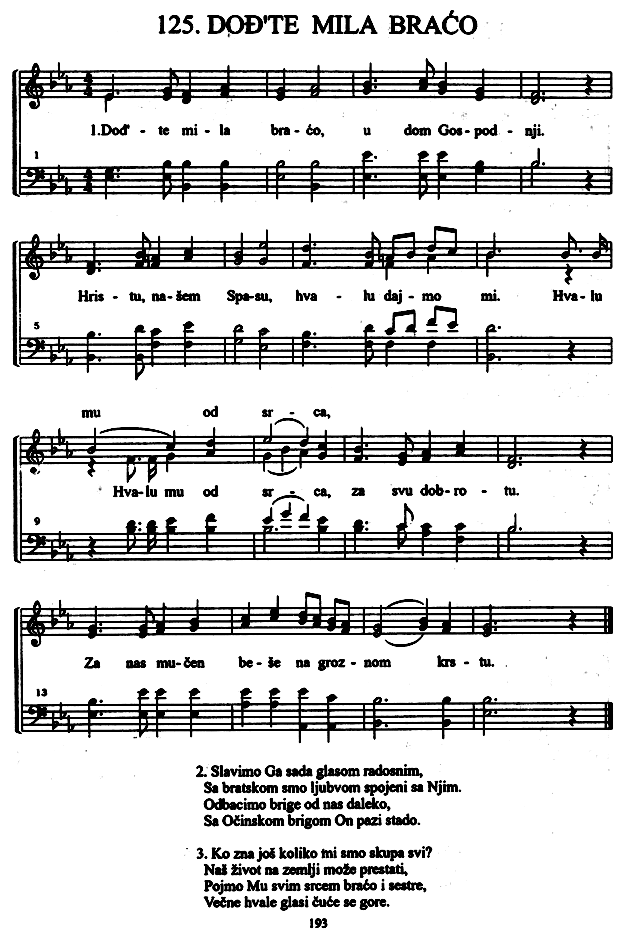 125. DOĐ'TE MILA BRAĆO
1.Dođ' - te mi - la bra - ćo, u dom Gos - pod - nji.
1
Hris - tu, na - šem Spa - su, hva - lu daj - mo mi. Hva - lu
5
mu od sr - ca,
Hva - lu mu od sr - ca, za svu dob - ro - tu.
9
Za nas mu - čen be - še na groz - nom krs - tu.
13
2. Slavimo Ga sada glasom radosnim,
Sa bratskom smo ljubvom spojeni sa Njim.
Odbacimo brige od nas daleko,
Sa Očinskom brigom On pazi stado.
3. Ko zna još koliko mi smo skupa svi?
Naš život na zemlji može prestati,
Pojmo Mu svim srcem braćo i sestre,
Večne hvale glasi čuće se gore.
193